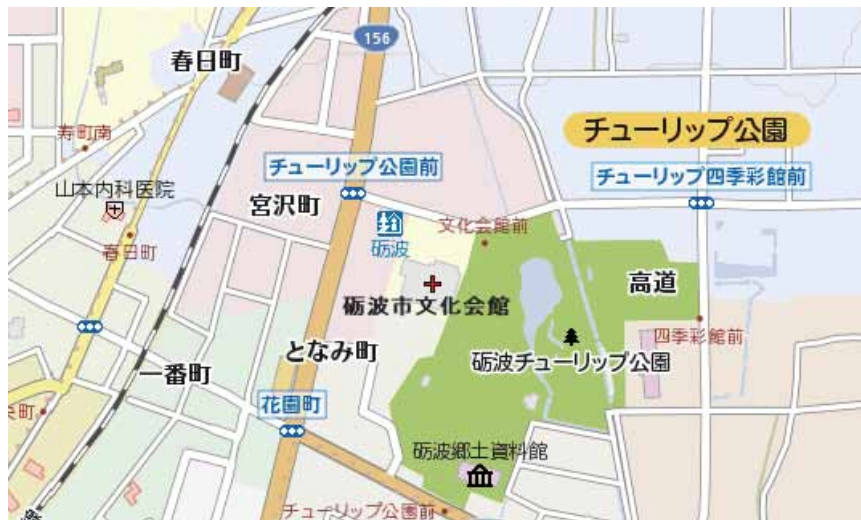 156
春日町
チューリップ公園
寿町南
チューリップ公園前
チューリップ四季彩館前
山本内科医院
宮沢町
文化会館前
砺波
春日町
高道
砺波市文化会館
四季彩館前
となみ町
砺波チューリップ公園
一番町
花園町
町
砺波郷土資料館
チューリップ公園前